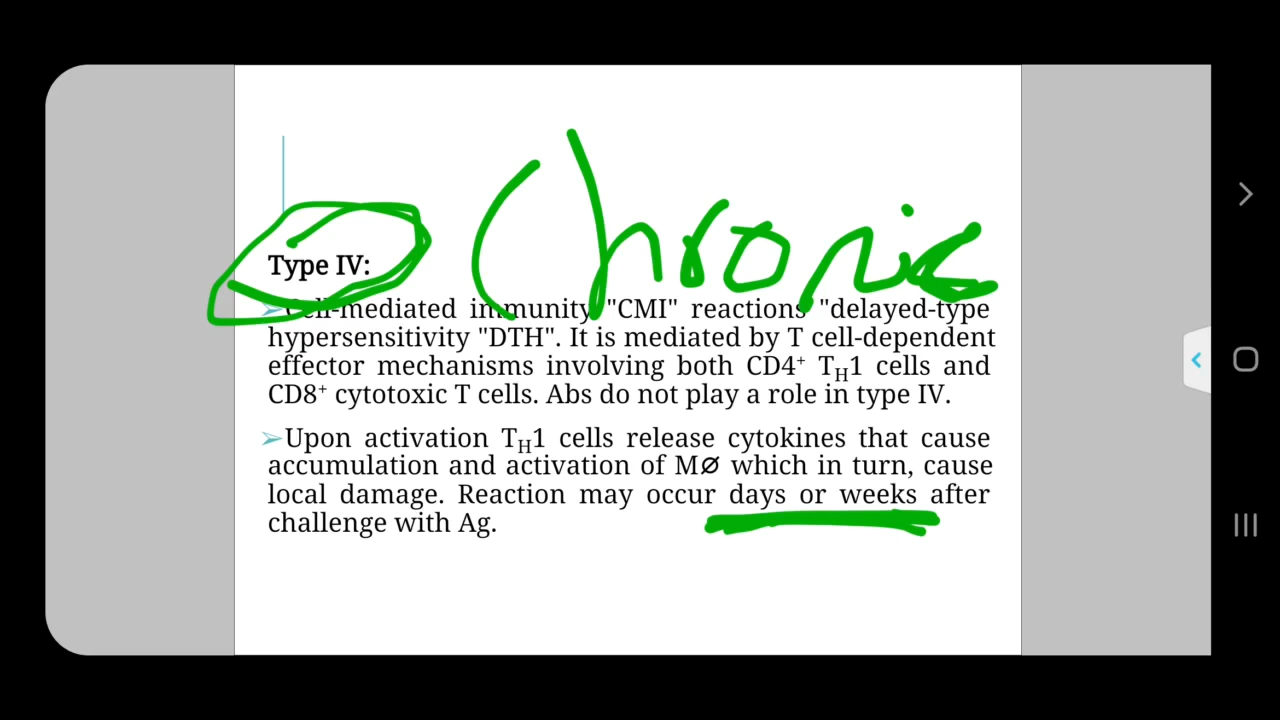 Chronic
Type IV:
➢Cell-mediated immunity "CMI" reactions "delayed-type
hypersensitivity "DTH". It is mediated by T cell-dependent
effector mechanisms involving both CD4⁺ TH1 cells and
CD8⁺ cytotoxic T cells. Abs do not play a role in type IV.
➢Upon activation TH1 cells release cytokines that cause
accumulation and activation of MØ which in turn, cause
local damage. Reaction may occur days or weeks after
challenge with Ag.